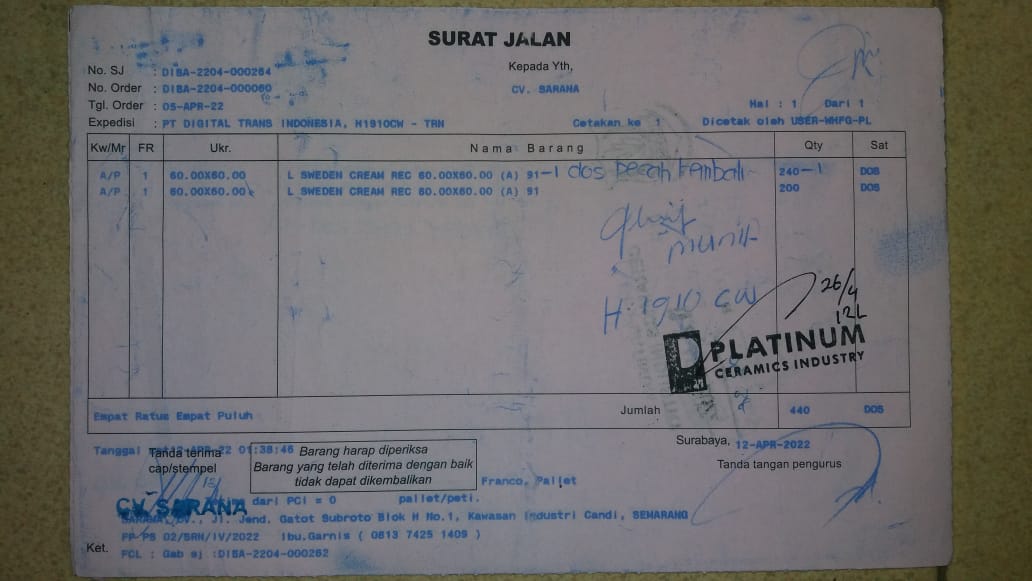 SURAT JALAN
No. SJ : DIBA-2204-000264
Kepada Yth,
No. Order : DIBA-2204-000060
CV. SARANA
Tgl. Order : 05-APR-22
Hal : 1 Dari 1
Expedisi : PT DIGITAL TRANS INDONESIA, H1910CW - TRN Cetakan ke 1 Dicetak oleh USER-WHFG-PL
Kw/Mr FR Ukr. Nama Barang Qty Sat
A/P 1 60.00X60.00 L SWEDEN CREAM REC 60.00X60.00 (A) 91 -1 dos pecah kembali 240 -1 DOS
A/P 1 60.00X60.00 L SWEDEN CREAM REC 60.00X60.00 (A) 91 200 DOS
H 1910 CW
26/4
PLATINUM
CERAMICS INDUSTRY
Empat Ratus Empat Puluh Jumlah 440 DOS
Surabaya, 12-APR-2022
Tanggal 12-APR-22 01:38:46
Tanda terima
cap/stempel
Barang harap diperiksa
Barang yang telah diterima dengan baik
tidak dapat dikembalikan
Tanda tangan pengurus
Franco, Pallet
dari PCI = 0 pallet/peti.
CV. SARANA
SARANA, CV., Jl. Jend. Gatot Subroto Blok H No.1, Kawasan Industri Candi, SEMARANG
PP PS 02/SRN/IV/2022 Ibu.Garnis ( 0813 7425 1409 )
Ket.
FCL : Gab sj :DIBA-2204-000262